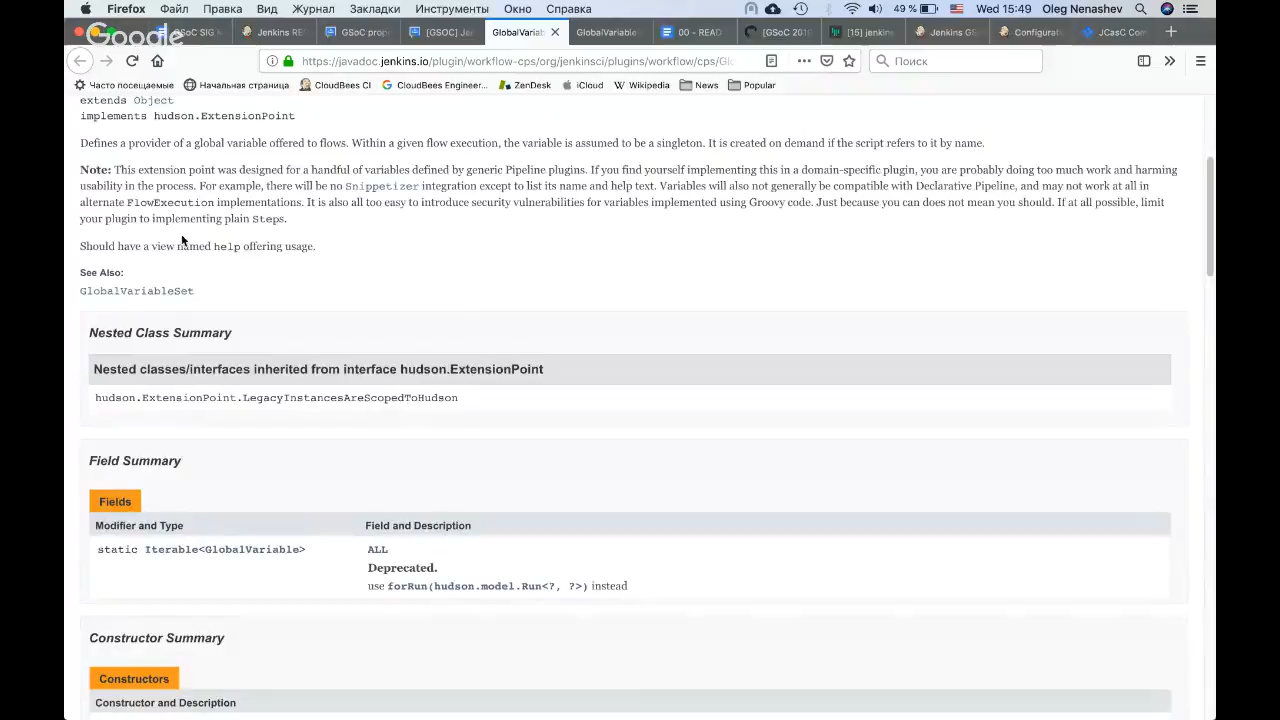 Firefox Файл Правка Вид Журнал Закладки Инструменты Окно Справка 49 % Wed 15:49 Oleg Nenashev
Google
GSoC SIG Jenkins RE GSoC prop [GSOC] Je GlobalVariab GlobalVariable 00 - READ [GSoC 201 [15] jenkins Jenkins GS Configurat JCasC Com
https://javadoc.jenkins.io/plugin/workflow-cps/org/jenkinsci/plugins/workflow/cps/Gl Поиск
Часто посещаемые Начальная страница CloudBees CI CloudBees Engineer... ZenDesk iCloud Wikipedia News Popular
extends Object
implements hudson.ExtensionPoint
Defines a provider of a global variable offered to flows. Within a given flow execution, the variable is assumed to be a singleton. It is created on demand if the script refers to it by name.
Note: This extension point was designed for a handful of variables defined by generic Pipeline plugins. If you find yourself implementing this in a domain-specific plugin, you are probably doing too much work and harming
usability in the process. For example, there will be no Snippetizer integration except to list its name and help text. Variables will also not generally be compatible with Declarative Pipeline, and may not work at all in
alternate FlowExecution implementations. It is also all too easy to introduce security vulnerabilities for variables implemented using Groovy code. Just because you can does not mean you should. If at all possible, limit
your plugin to implementing plain Steps.
Should have a view named help offering usage.
See Also:
GlobalVariableSet
Nested Class Summary
Nested classes/interfaces inherited from interface hudson.ExtensionPoint
hudson.ExtensionPoint.LegacyInstancesAreScopedToHudson
Field Summary
Fields
Modifier and Type Field and Description
static Iterable<GlobalVariable> ALL
Deprecated.
use forRun(hudson.model.Run<?, ?>) instead
Constructor Summary
Constructors
Constructor and Description